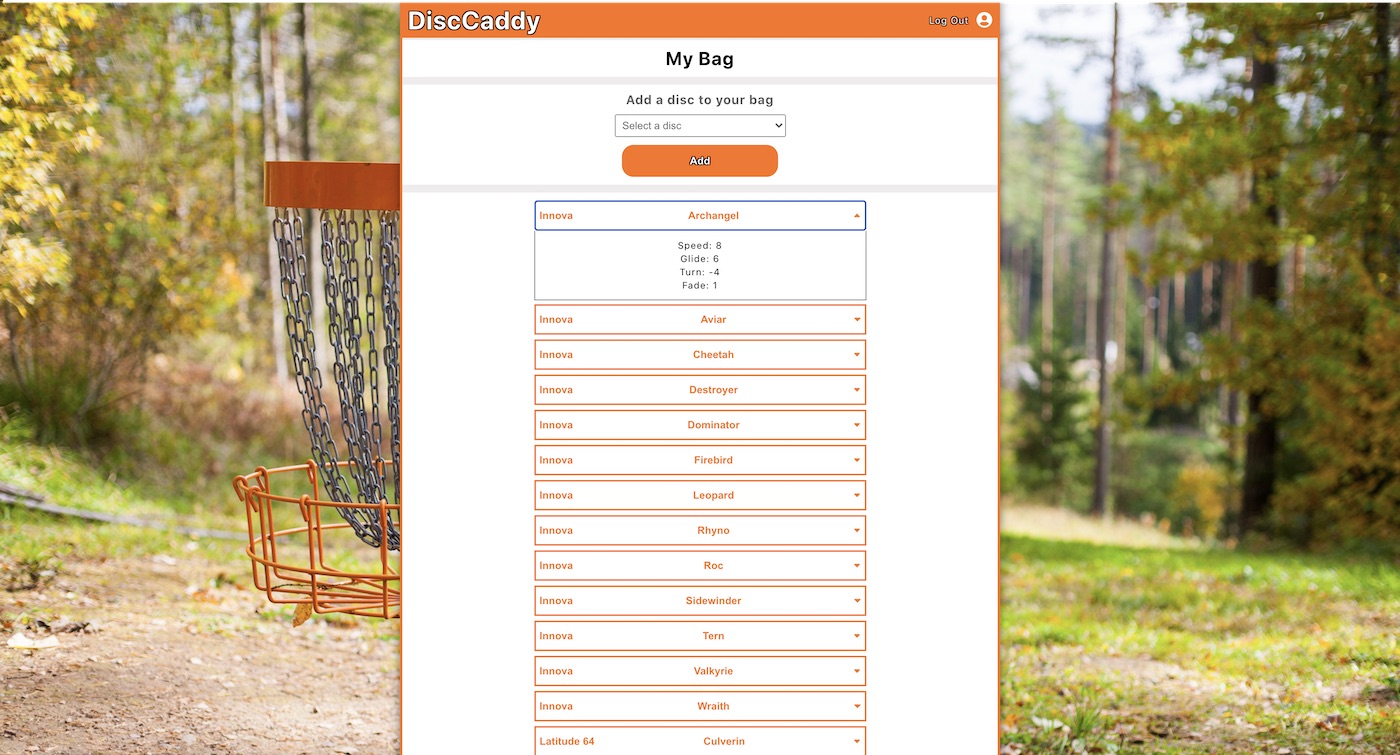 DiscCaddy
Log Out
My Bag
Add a disc to your bag
Select a disc
Add
Innova Archangel
Speed: 8
Glide: 6
Turn: -4
Fade: 1
Innova Aviar
Innova Cheetah
Innova Destroyer
Innova Dominator
Innova Firebird
Innova Leopard
Innova Rhyno
Innova Roc
Innova Sidewinder
Innova Tern
Innova Valkyrie
Innova Wraith
Latitude 64 Culverin